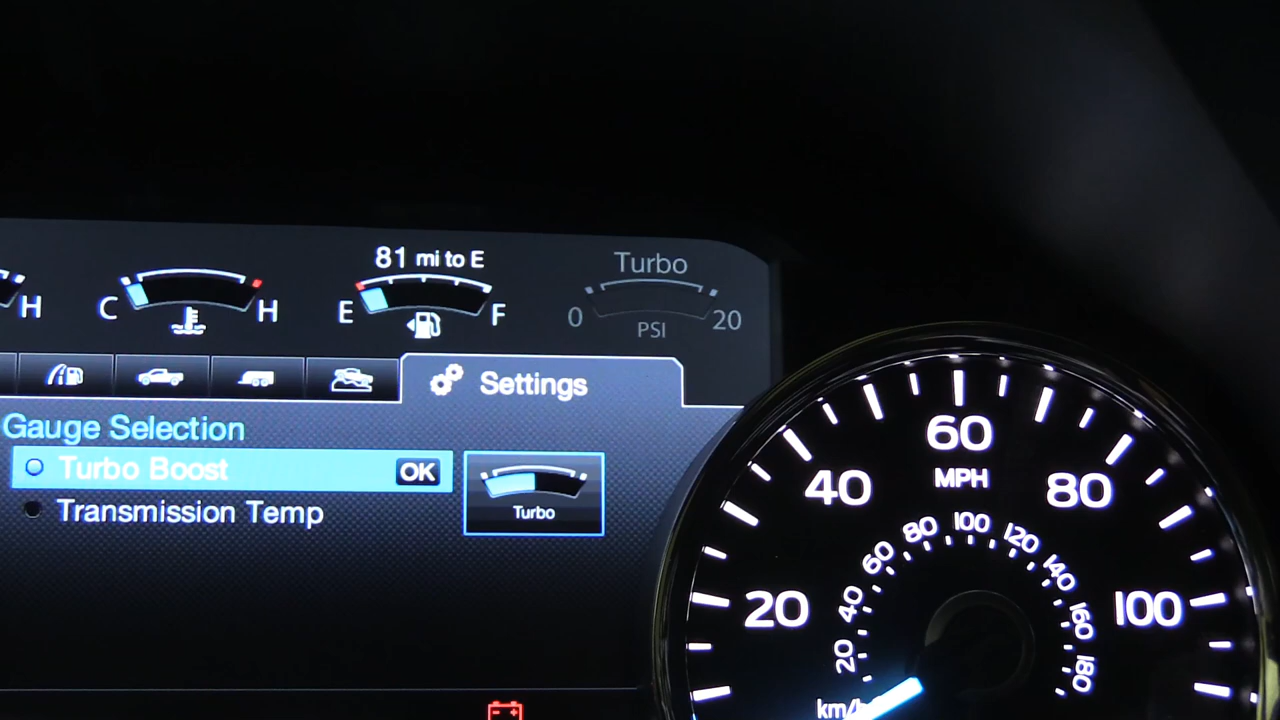 81 mi to E
Turbo
H
C
H
E
F
0
PSI
20
Settings
Gauge Selection
Turbo Boost
OK
Transmission Temp
Turbo
20
40
60
80
100
MPH
20
40
60
80
100
120
140
160
180
km/h